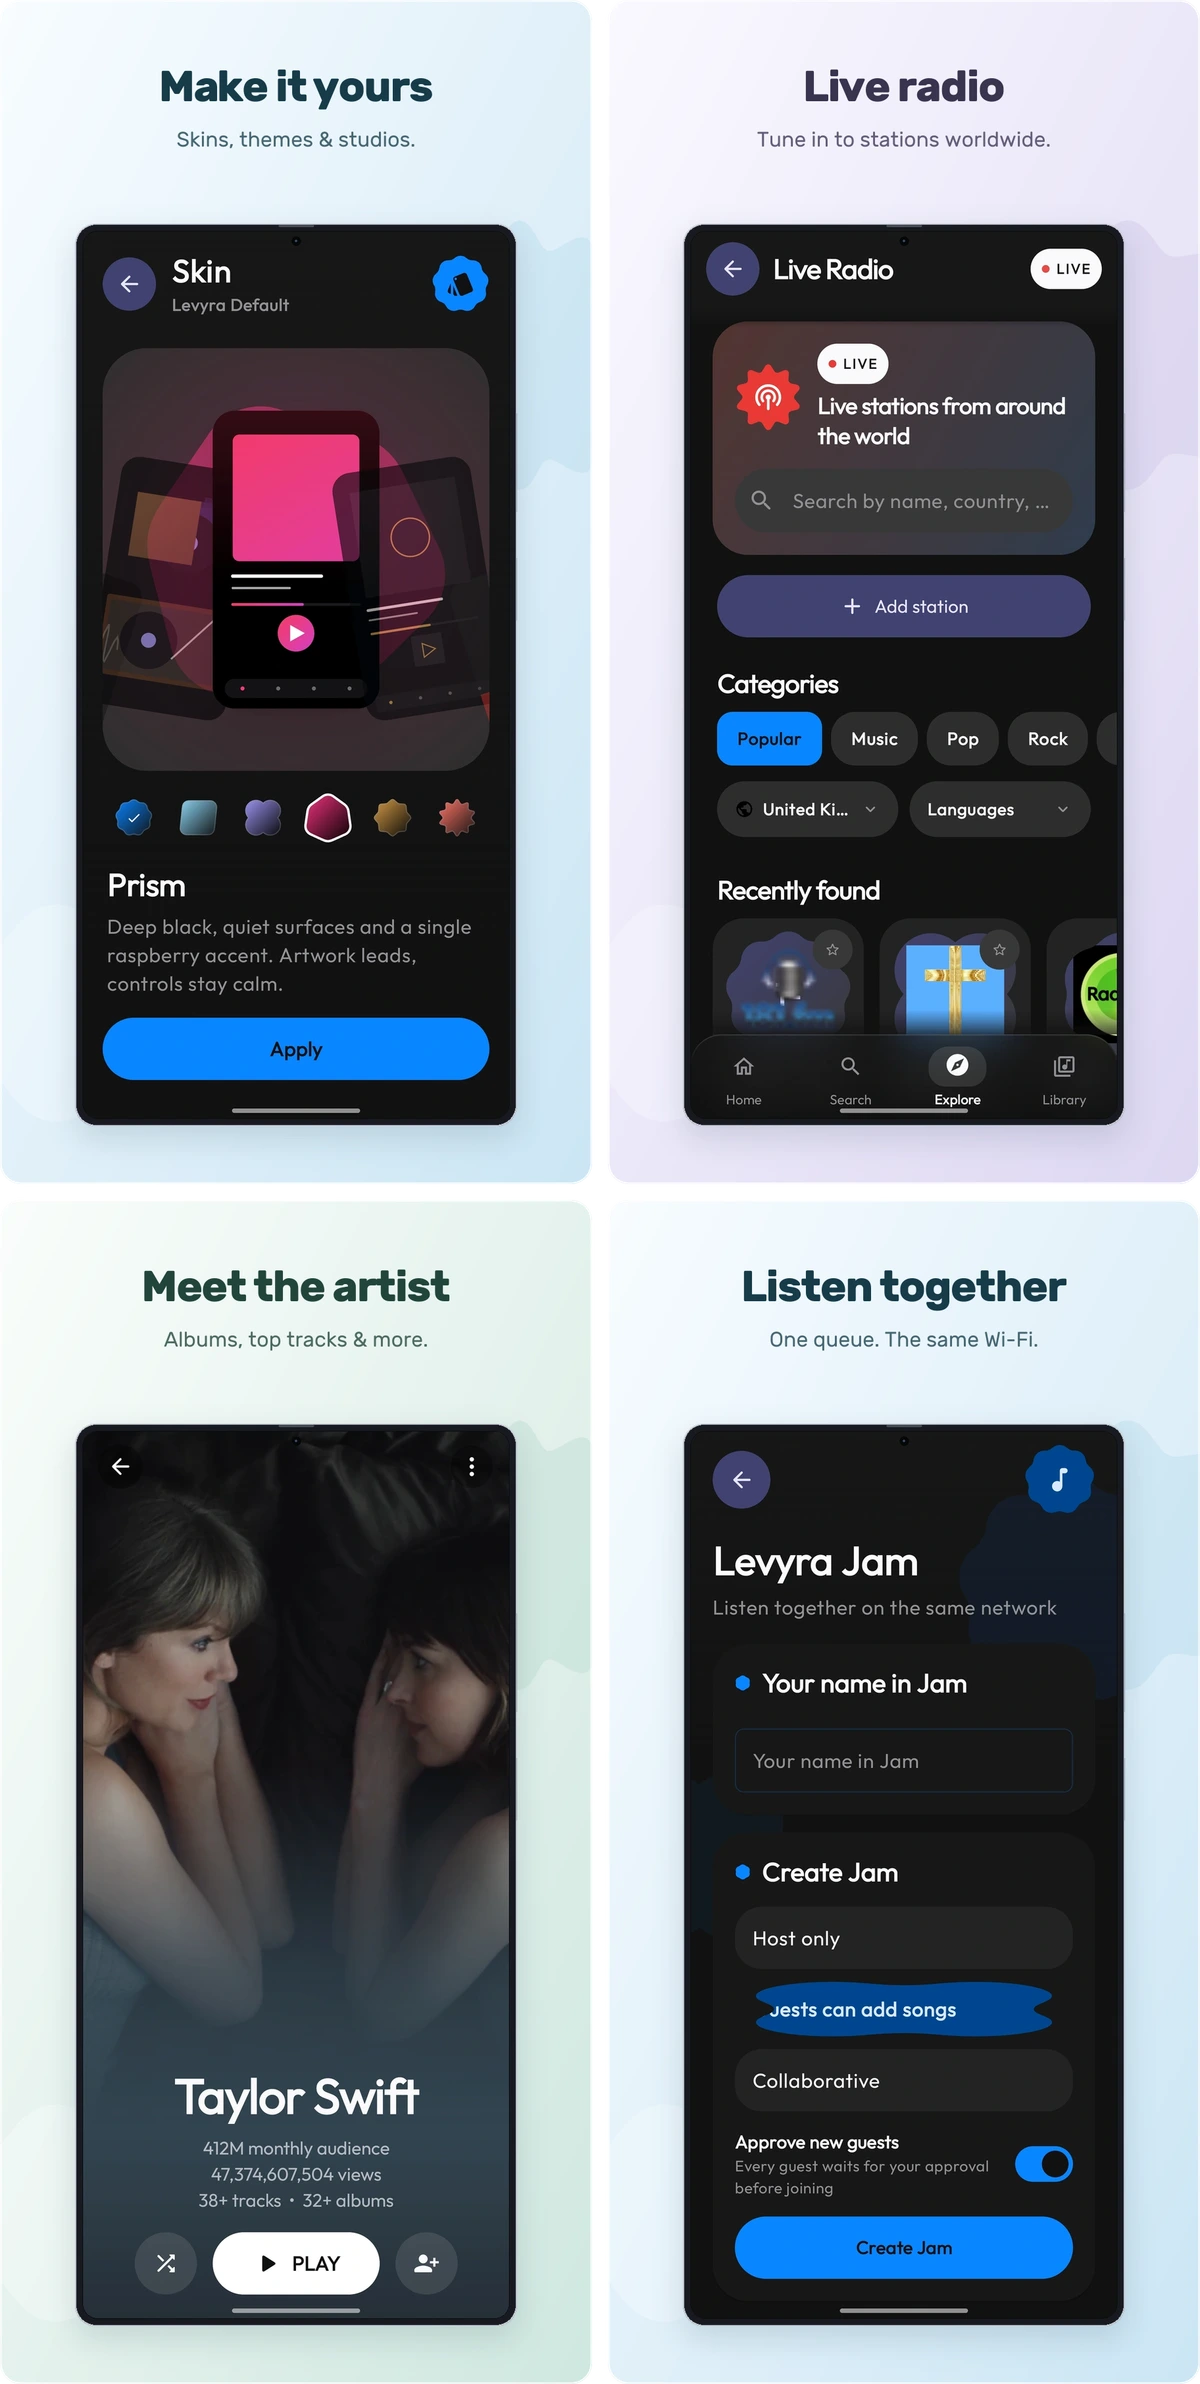 Make it yours
Skins, themes & studios.
Skin
Levyra Default
Prism
Deep black, quiet surfaces and a single
raspberry accent. Artwork leads,
controls stay calm.
Apply
Live radio
Tune in to stations worldwide.
Live Radio
LIVE
LIVE
Live stations from around
the world
Search by name, country, ...
Add station
Categories
Popular
Music
Pop
Rock
United Ki...
Languages
Recently found
Home
Search
Explore
Library
Meet the artist
Albums, top tracks & more.
Taylor Swift
412M monthly audience
47,374,607,504 views
38+ tracks • 32+ albums
PLAY
Listen together
One queue. The same Wi-Fi.
Levyra Jam
Listen together on the same network
Your name in Jam
Your name in Jam
Create Jam
Host only
uests can add songs
Collaborative
Approve new guests
Every guest waits for your approval
before joining
Create Jam